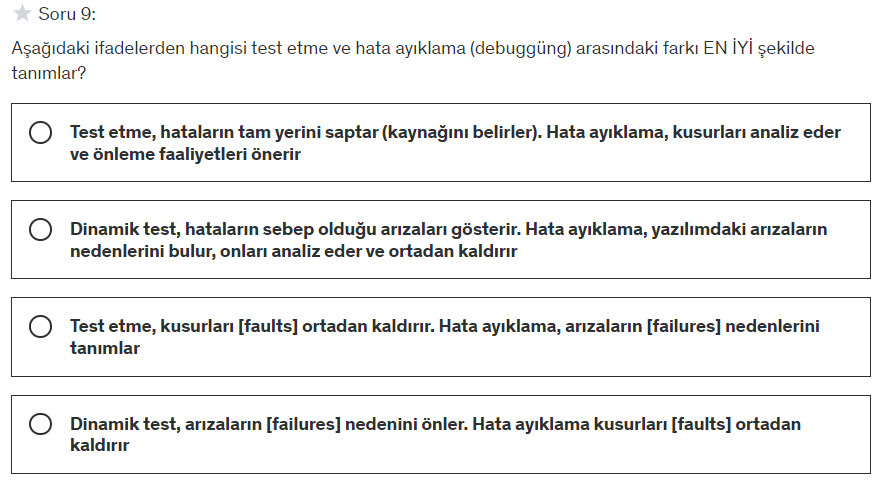 Soru 9:
Aşağıdaki ifadelerden hangisi test etme ve hata ayıklama (debuggüng) arasındaki farkı EN İYİ şekilde
tanımlar?
Test etme, hataların tam yerini saptar (kaynağını belirler). Hata ayıklama, kusurları analiz eder
ve önleme faaliyetleri önerir
Dinamik test, hataların sebep olduğu arızaları gösterir. Hata ayıklama, yazılımdaki arızaların
nedenlerini bulur, onları analiz eder ve ortadan kaldırır
Test etme, kusurları [faults] ortadan kaldırır. Hata ayıklama, arızaların [failures] nedenlerini
tanımlar
Dinamik test, arızaların [failures] nedenini önler. Hata ayıklama kusurları [faults] ortadan
kaldırır